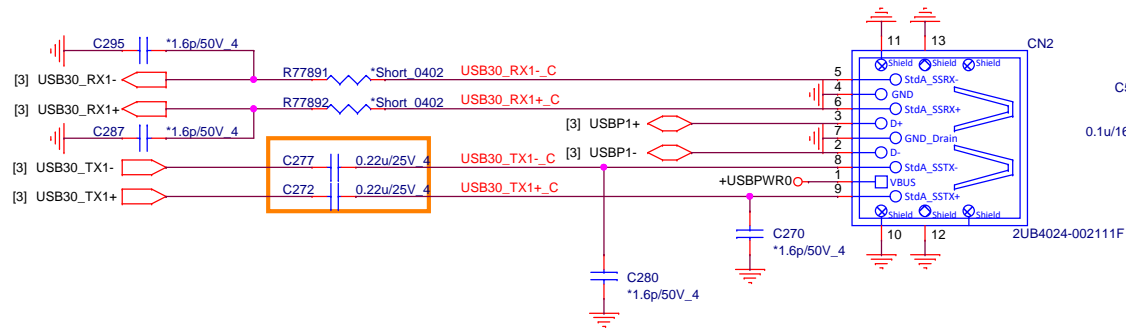 11 13
CN2
C295 *1.6p/50V_4
Shield Shield Shield
[3] USB30_RX1- R77891 *Short_0402 USB30_RX1-_C 5 StdA_SSRX-
4 GND
[3] USB30_RX1+ R77892 *Short_0402 USB30_RX1+_C 6 StdA_SSRX+
C287 *1.6p/50V_4
[3] USBP1+ 3 D+
7 GND_Drain
[3] USBP1- 2 D-
[3] USB30_TX1- C277 0.22u/25V_4 USB30_TX1-_C 8 StdA_SSTX-
+USBPWR0 1 VBUS
[3] USB30_TX1+ C272 0.22u/25V_4 USB30_TX1+_C 9 StdA_SSTX+
Shield Shield Shield
10 12
2UB4024-002111F
C270
*1.6p/50V_4
C280
*1.6p/50V_4
0.1u/16